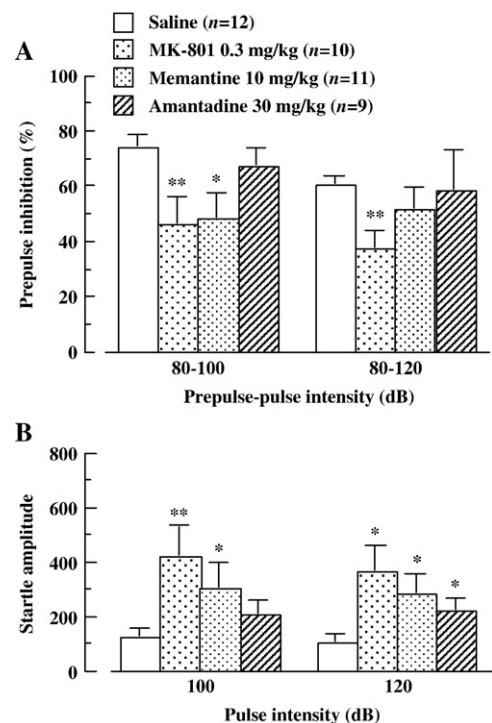 Saline (n=12)
MK-801 0.3 mg/kg (n=10)
Memantine 10 mg/kg (n=11)
Amantadine 30 mg/kg (n=9)
A
Prepulse inhibition (%)
100
80
60
40
60
0
** * **
80-100 80-120
Prepulse-pulse intensity (dB)
B
Startle amplitude
800
600
400
200
0
** * * * *
100 120
Pulse intensity (dB)